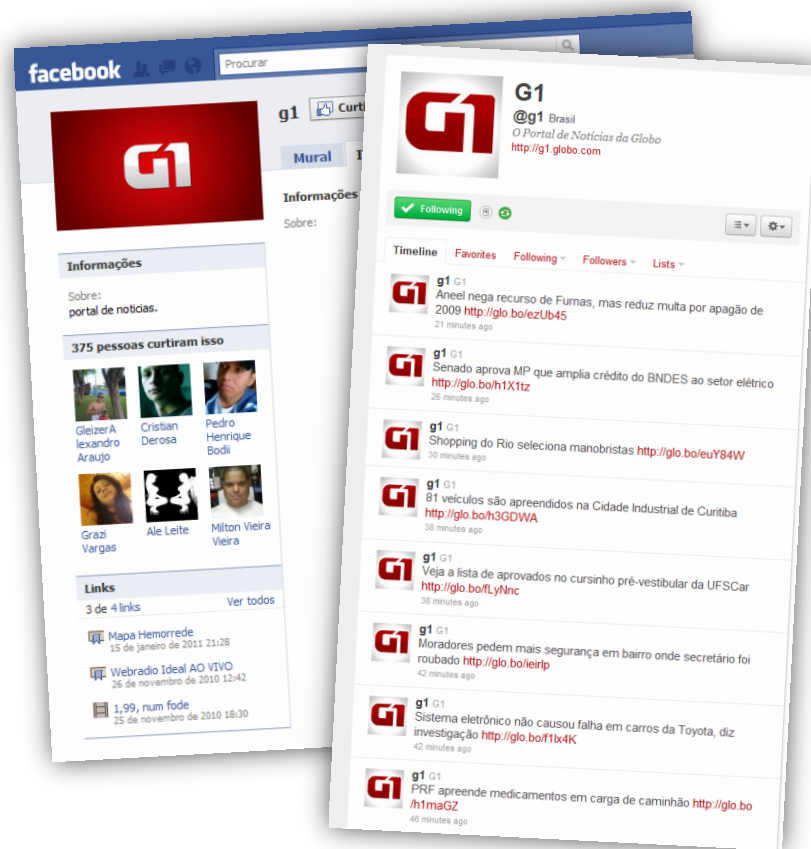 facebook
Procurar
G1
g1
Curti
Mural
I
Informações
Sobre:
Informações
Sobre:
portal de noticias.
375 pessoas curtiram isso
GleizerA
lexandro
Araujo
Cristian
Derosa
Pedro
Henrique
Bodii
Grazi
Vargas
Ale Leite
Milton Vieira
Vieira
Links
3 de 4 links
Ver todos
Mapa Hemorrede
15 de janeiro de 2011 21:28
Webradio Ideal AO VIVO
26 de novembro de 2010 12:42
1,99, num fode
25 de novembro de 2010 18:30
G1
G1
@g1 Brasil
O Portal de Notícias da Globo
http://g1.globo.com
Following
Timeline
Favorites
Following
Followers
Lists
G1
g1 G1
Aneel nega recurso de Furnas, mas reduz multa por apagão de
2009 http://glo.bo/ezUb45
21 minutes ago
G1
g1 G1
Senado aprova MP que amplia crédito do BNDES ao setor elétrico
http://glo.bo/h1X1tz
26 minutes ago
G1
g1 G1
Shopping do Rio seleciona manobristas http://glo.bo/euY84W
30 minutes ago
G1
g1 G1
81 veículos são apreendidos na Cidade Industrial de Curitiba
http://glo.bo/h3GDWA
38 minutes ago
G1
g1 G1
Veja a lista de aprovados no cursinho pré-vestibular da UFSCar
http://glo.bo/fLyNnc
38 minutes ago
G1
g1 G1
Moradores pedem mais segurança em bairro onde secretário foi
roubado http://glo.bo/ieirlp
42 minutes ago
G1
g1 G1
Sistema eletrônico não causou falha em carros da Toyota, diz
investigação http://glo.bo/f1lx4K
42 minutes ago
G1
g1 G1
PRF apreende medicamentos em carga de caminhão http://glo.bo
/h1maGZ
46 minutes ago